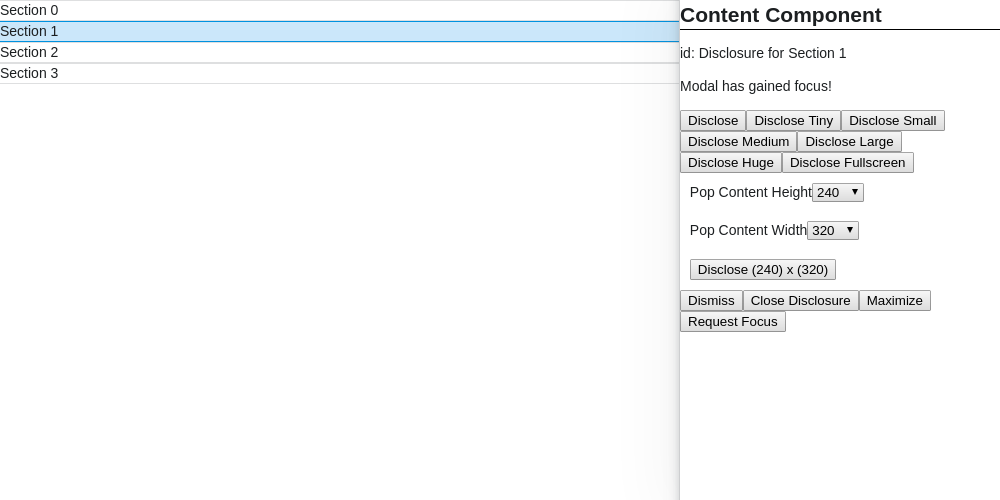 Section 0
Section 1
Section 2
Section 3
Content Component
id: Disclosure for Section 1
Modal has gained focus!
Disclose Disclose Tiny Disclose Small
Disclose Medium Disclose Large
Disclose Huge Disclose Fullscreen
Pop Content Height 240
Pop Content Width 320
Disclose (240) x (320)
Dismiss Close Disclosure Maximize
Request Focus